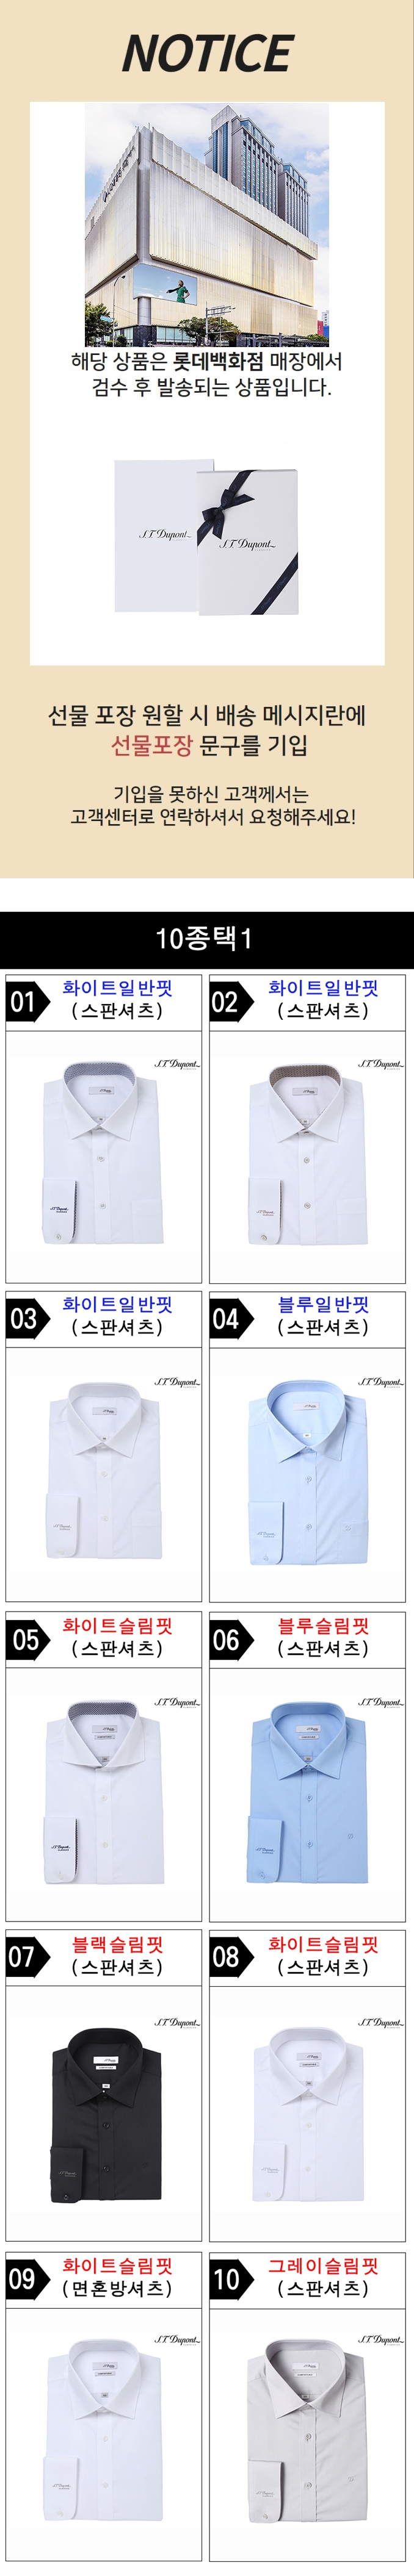 NOTICE
해당 상품은 롯데백화점 매장에서
검수 후 발송되는 상품입니다.
S.T. Dupont
S.T. Dupont
선물 포장 원할 시 배송 메시지란에
선물포장 문구를 기입
기입을 못하신 고객께서는
고객센터로 연락하셔서 요청해주세요!
10종택1
01
화이트일반핏
(스판셔츠)
S.T. Dupont
02
화이트일반핏
(스판셔츠)
S.T. Dupont
03
화이트일반핏
(스판셔츠)
S.T. Dupont
04
블루일반핏
(스판셔츠)
S.T. Dupont
05
화이트슬림핏
(스판셔츠)
S.T. Dupont
06
블루슬림핏
(스판셔츠)
S.T. Dupont
07
블랙슬림핏
(스판셔츠)
S.T. Dupont
08
화이트슬림핏
(스판셔츠)
S.T. Dupont
09
화이트슬림핏
(면혼방셔츠)
S.T. Dupont
10
그레이슬림핏
(스판셔츠)
S.T. Dupont